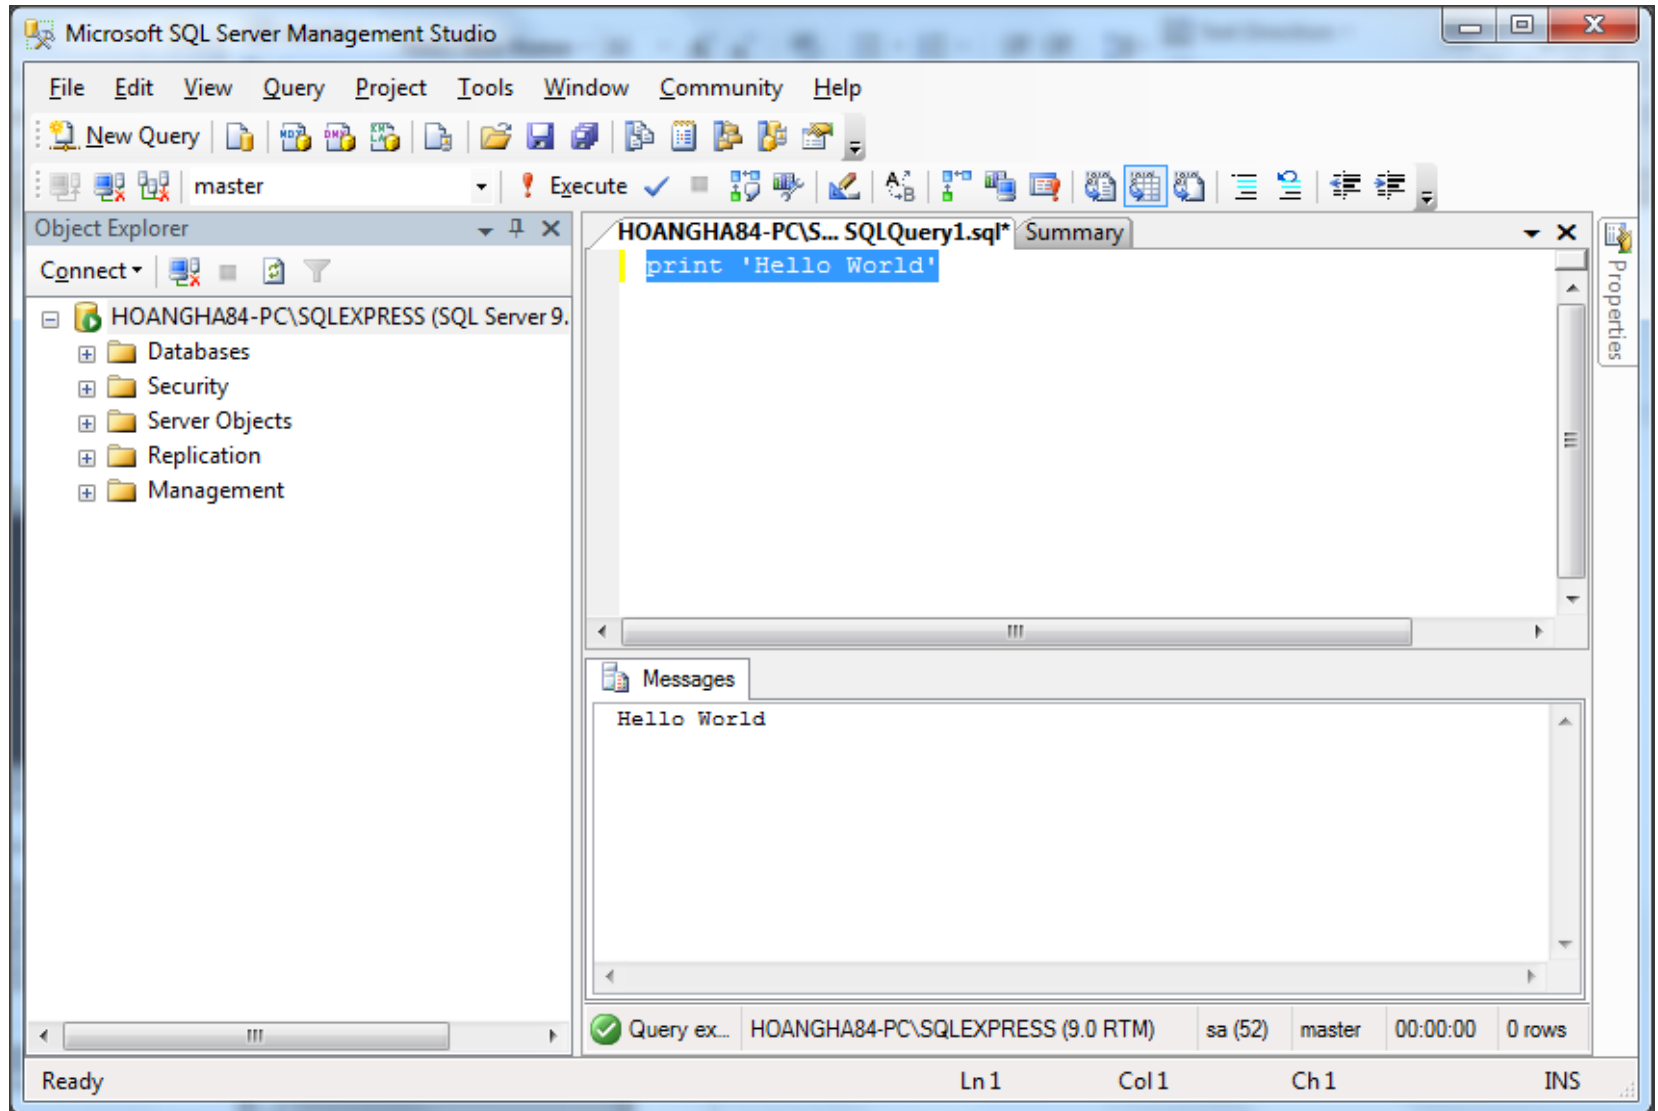 Microsoft SQL Server Management Studio
File Edit View Query Project Tools Window Community Help
New Query
master Execute
Object Explorer
HOANGHA84-PC\S... SQLQuery1.sql* Summary
Connect
print 'Hello World'
Properties
HOANGHA84-PC\SQLEXPRESS (SQL Server 9.
Databases
Security
Server Objects
Replication
Management
Messages
Hello World
Query ex... HOANGHA84-PC\SQLEXPRESS (9.0 RTM) sa (52) master 00:00:00 0 rows
Ready Ln 1 Col 1 Ch 1 INS